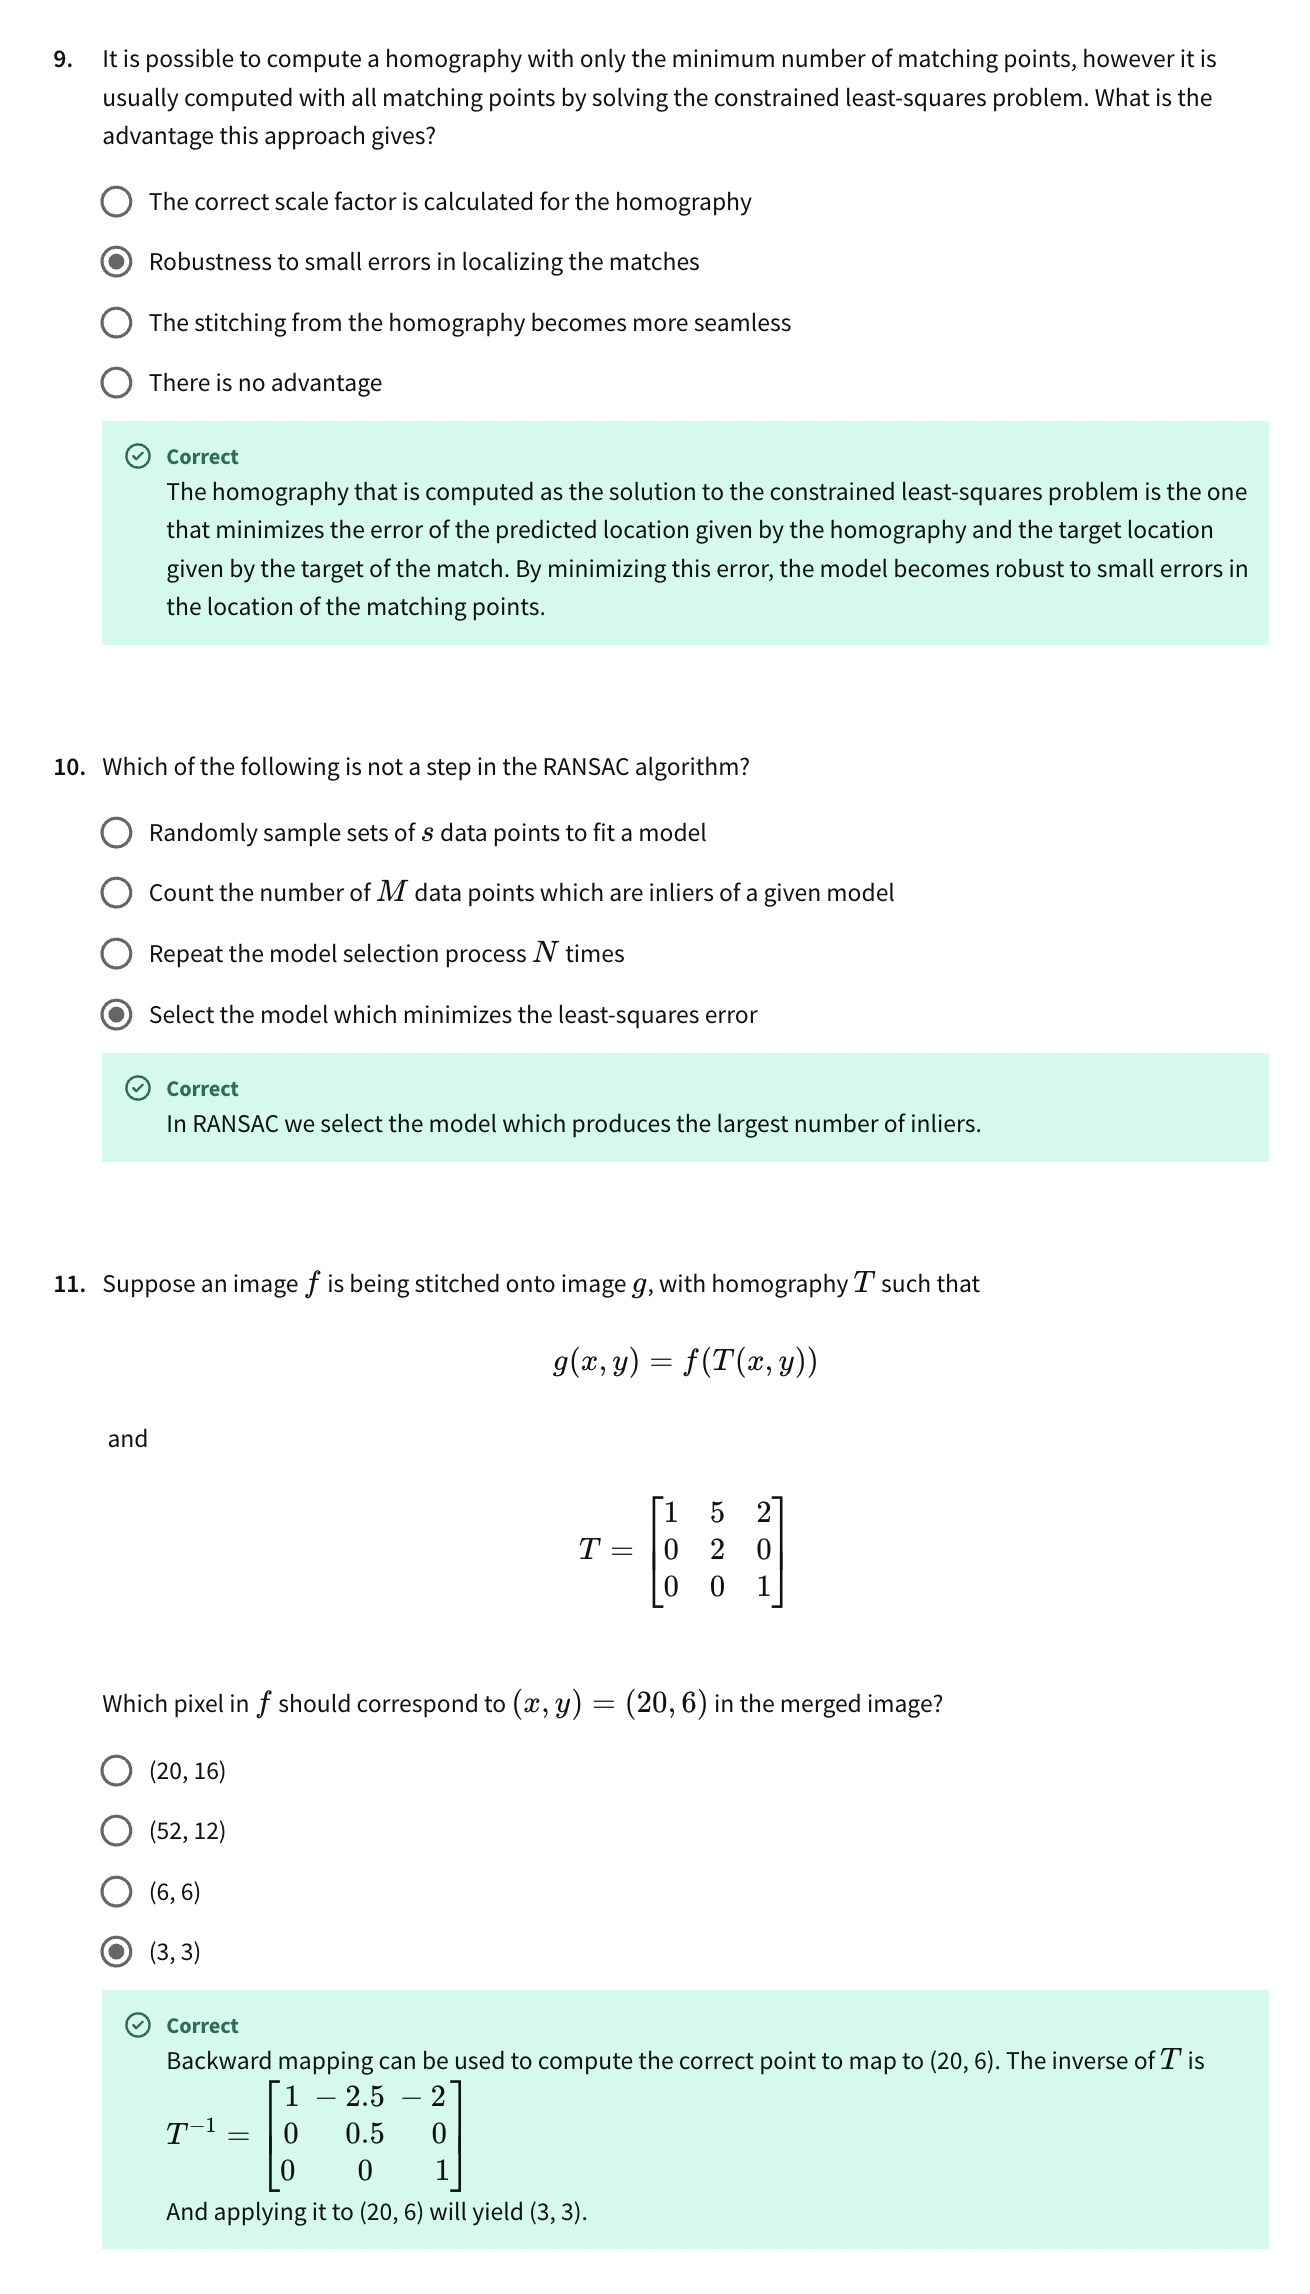 9. It is possible to compute a homography with only the minimum number of matching points, however it is
usually computed with all matching points by solving the constrained least-squares problem. What is the
advantage this approach gives?
The correct scale factor is calculated for the homography
Robustness to small errors in localizing the matches
The stitching from the homography becomes more seamless
There is no advantage
Correct
The homography that is computed as the solution to the constrained least-squares problem is the one
that minimizes the error of the predicted location given by the homography and the target location
given by the target of the match. By minimizing this error, the model becomes robust to small errors in
the location of the matching points.
10. Which of the following is not a step in the RANSAC algorithm?
Randomly sample sets of s data points to fit a model
Count the number of M data points which are inliers of a given model
Repeat the model selection process N times
Select the model which minimizes the least-squares error
Correct
In RANSAC we select the model which produces the largest number of inliers.
11. Suppose an image f is being stitched onto image g, with homography T such that
g(x, y) = f(T(x, y))
and
1 5 2
T = 0 2 0
0 0 1
Which pixel in f should correspond to (x, y) = (20, 6) in the merged image?
(20, 16)
(52, 12)
(6, 6)
(3, 3)
Correct
Backward mapping can be used to compute the correct point to map to (20, 6). The inverse of T is
1 −2.5 −2
T⁻¹ = 0 0.5 0
0 0 1
And applying it to (20, 6) will yield (3, 3).